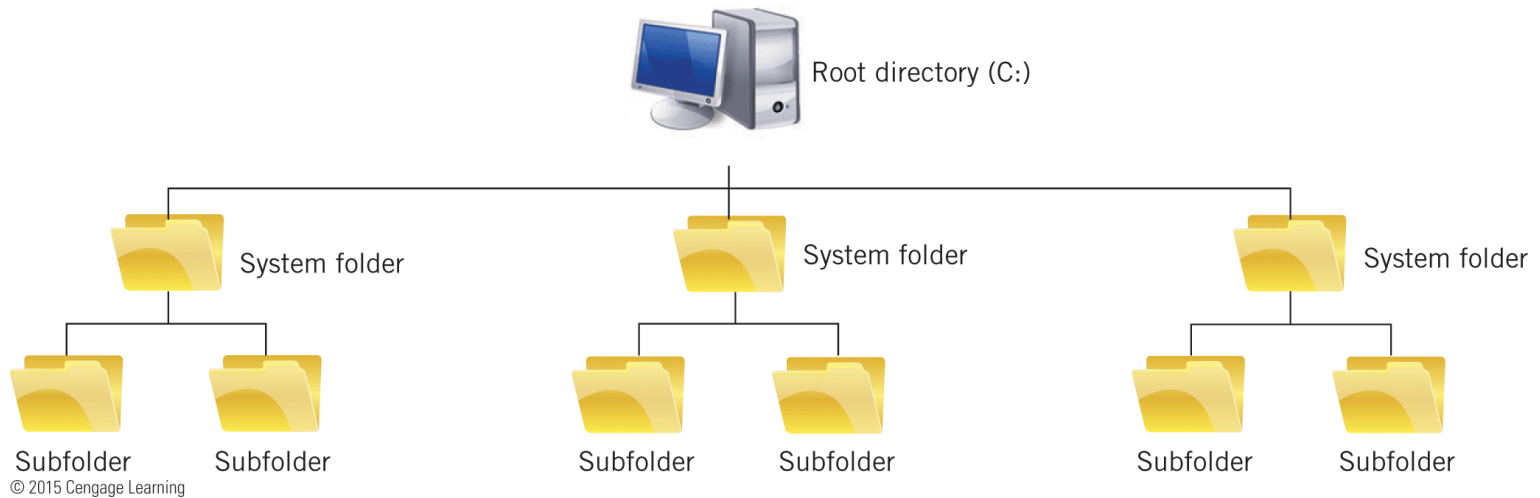 Root directory (C:)
System folder
System folder
System folder
Subfolder
Subfolder
Subfolder
Subfolder
Subfolder
Subfolder
© 2015 Cengage Learning